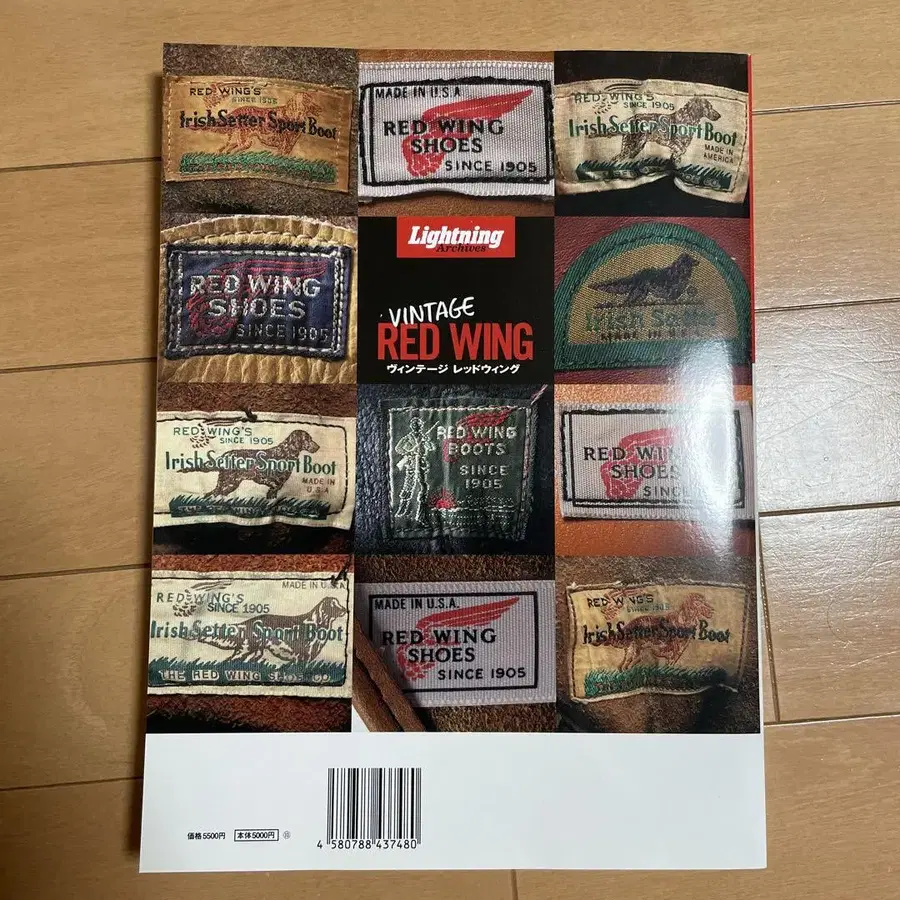 RED WING'S
SINCE 1905
Irish Setter Sport Boot
MADE IN U.S.A
RED WING
SHOES
SINCE 1905
RED WING'S
SINCE 1905
Irish Setter Sport Boot
MADE IN
AMERICA
RED WING
SHOES
SINCE 1905
Lightning
Archives
VINTAGE
RED WING
ヴィンテージ レッドウィング
Irish
RED WING'S
SINCE 1905
Irish Setter Sport Boot
MADE IN
U.S.A
RED WING
BOOTS
SINCE
1905
RED WING
SHOES
SINCE
MADE IN U.S.A.
RED WING'S
SINCE 1905
Irish Setter Sport Boot
THE RED WING SHOE CO
MADE IN U.S.A.
RED WING
SHOES
SINCE 1905
RED WING'S
SINCE 1905
Irish Setter Sport Boot
価格5500円
本体5000円
4 580788 437480